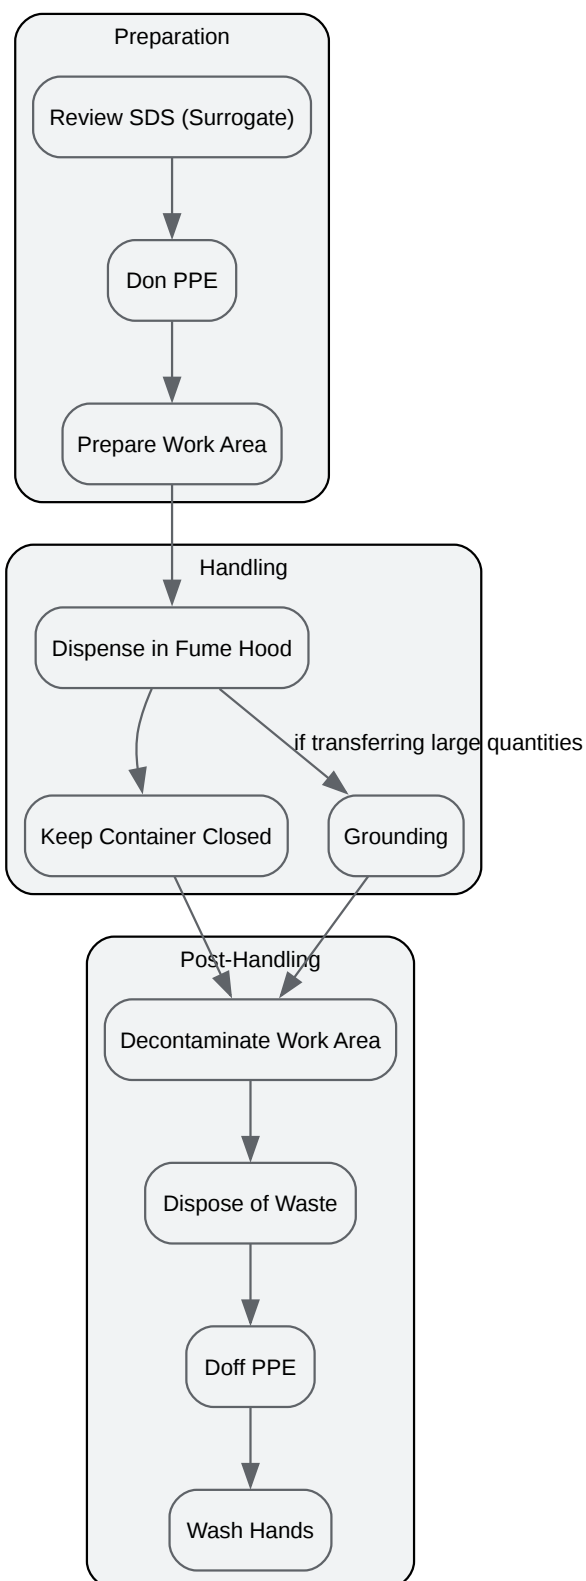 Preparation
Review SDS (Surrogate)
Don PPE
Prepare Work Area
Handling
Dispense in Fume Hood
if transferring large quantities
Keep Container Closed
Grounding
Post-Handling
Decontaminate Work Area
Dispose of Waste
Doff PPE
Wash Hands